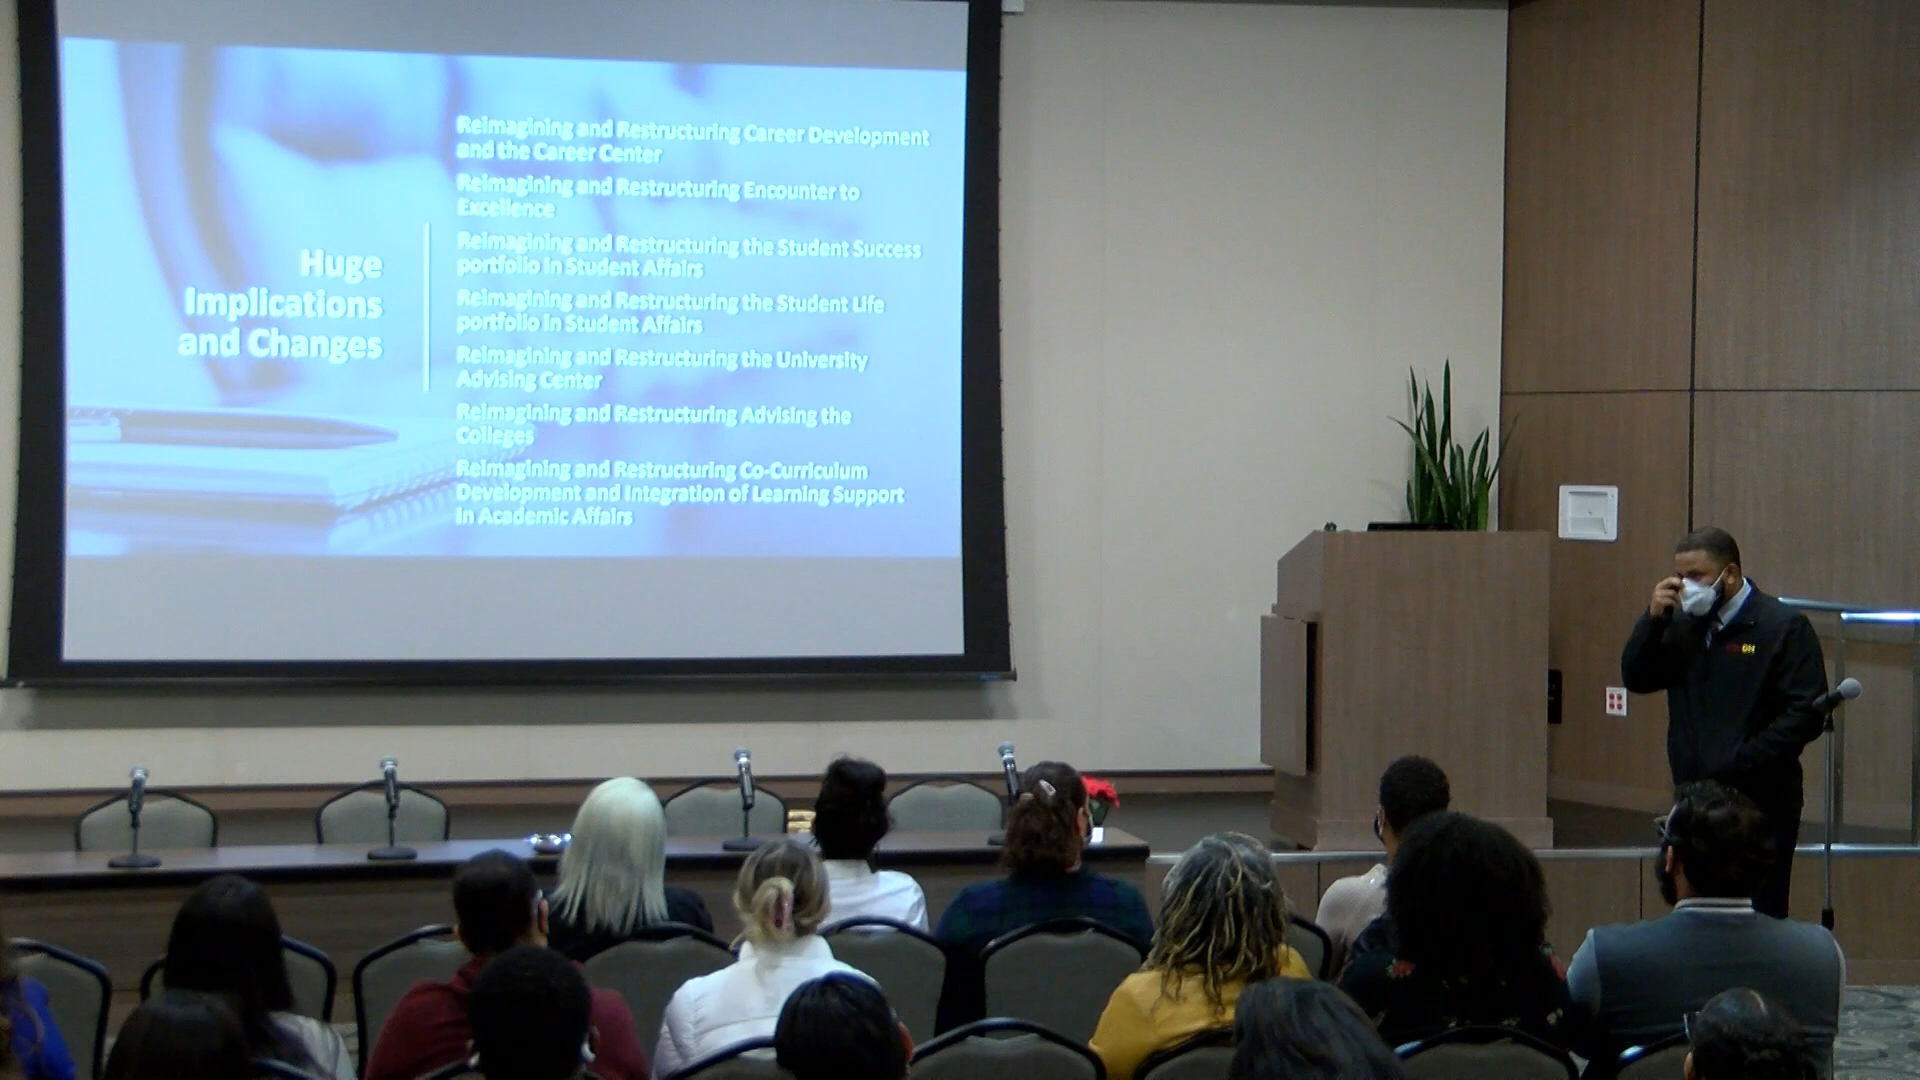 Huge
Implications
and Changes
Reimagining and Restructuring Career Development
and the Career Center
Reimagining and Restructuring Encounter to
Excellence
Reimagining and Restructuring the Student Success
portfolio in Student Affairs
Reimagining and Restructuring the Student Life
portfolio in Student Affairs
Reimagining and Restructuring the University
Advising Center
Reimagining and Restructuring Advising the
Colleges
Reimagining and Restructuring Co-Curriculum
Development and Integration of Learning Support
in Academic Affairs